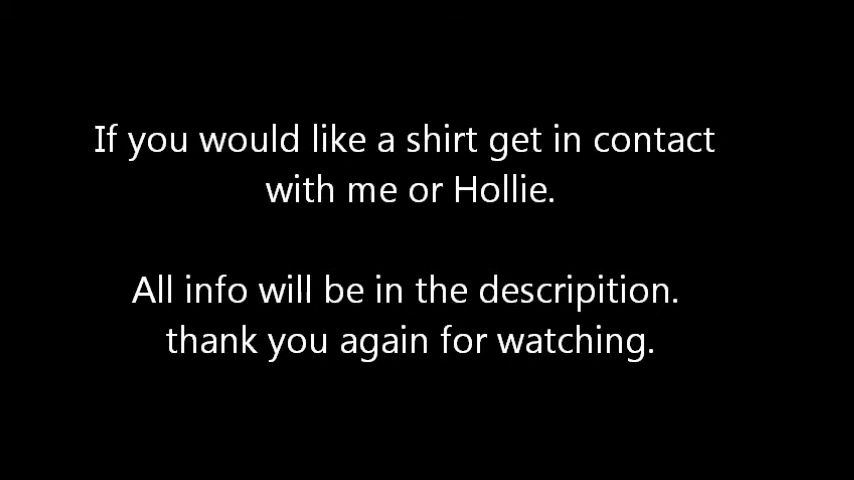 If you would like a shirt get in contact
with me or Hollie.
All info will be in the descripition.
thank you again for watching.